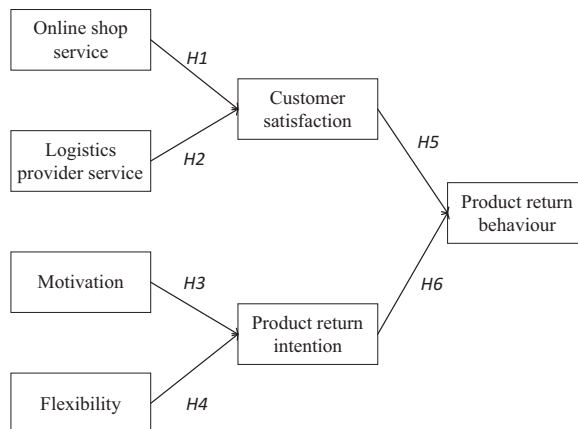 Online shop
service
H1
Customer
satisfaction
H2
Logistics
provider service
H5
Product return
behaviour
Motivation
H3
H6
Product return
intention
Flexibility
H4